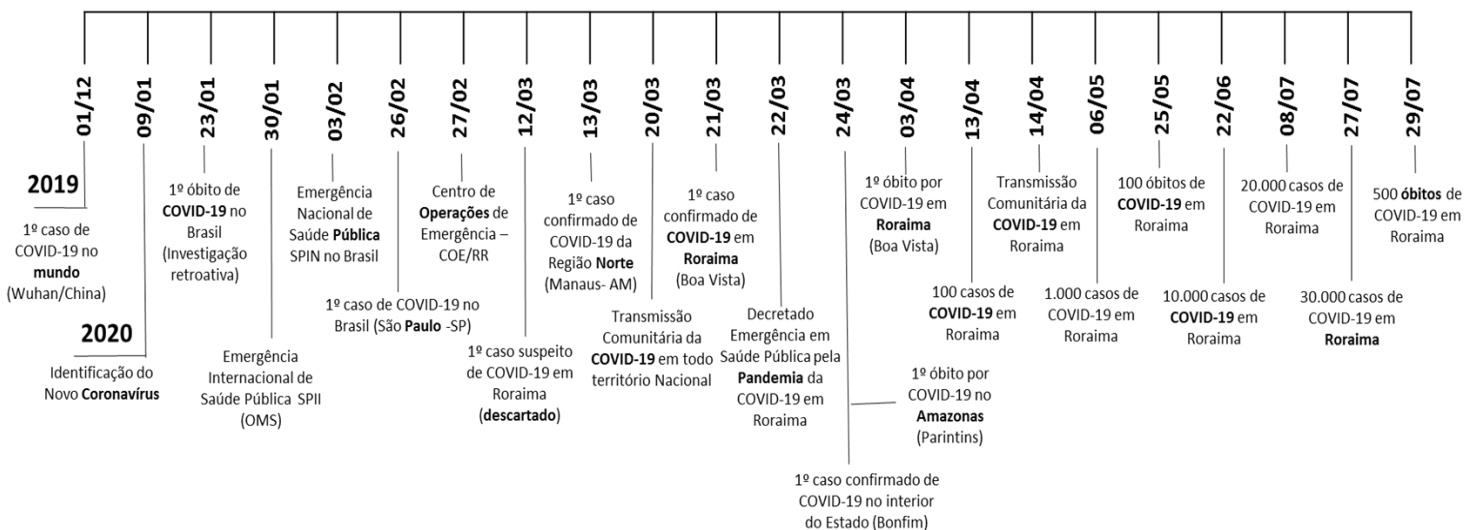 01/12
09/01
23/01
30/01
03/02
26/02
27/02
12/03
13/03
20/03
21/03
22/03
24/03
03/04
13/04
14/04
06/05
25/05
22/06
08/07
27/07
29/07
2019
1º caso de
COVID-19 no
mundo
(Wuhan/China)
2020
Identificação do
Novo Coronavírus
1º óbito de
COVID-19 no
Brasil
(Investigação
retroativa)
Emergência
Internacional de
Saúde Pública SPII
(OMS)
Emergência
Nacional de
Saúde Pública
SPIN no Brasil
1º caso de COVID-19 no
Brasil (São Paulo -SP)
Centro de
Operações de
Emergência –
COE/RR
1º caso suspeito
de COVID-19 em
Roraima
(descartado)
1º caso
confirmado de
COVID-19 da
Região Norte
(Manaus- AM)
Transmissão
Comunitária da
COVID-19 em todo
território Nacional
1º caso
confirmado de
COVID-19 em
Roraima
(Boa Vista)
Decretado
Emergência em
Saúde Pública pela
Pandemia da
COVID-19 em
Roraima
1º caso confirmado de
COVID-19 no interior
do Estado (Bonfim)
1º óbito por
COVID-19 no
Amazonas
(Parintins)
1º óbito por
COVID-19 em
Roraima
(Boa Vista)
100 casos de
COVID-19 em
Roraima
Transmissão
Comunitária da
COVID-19 em
Roraima
1.000 casos de
COVID-19 em
Roraima
100 óbitos de
COVID-19 em
Roraima
10.000 casos de
COVID-19 em
Roraima
20.000 casos de
COVID-19 em
Roraima
30.000 casos de
COVID-19 em
Roraima
500 óbitos de
COVID-19 em
Roraima